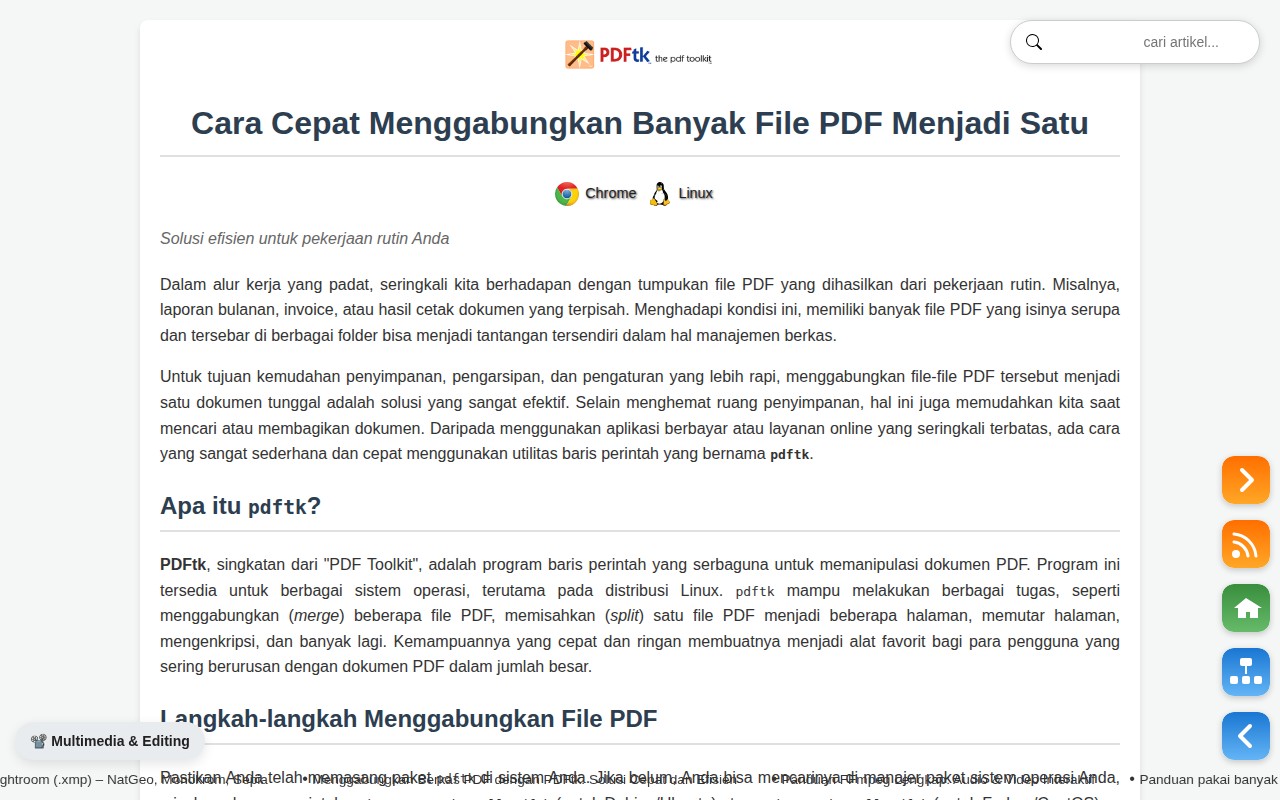 PDFtk the pdf toolkit
cari artikel...
Cara Cepat Menggabungkan Banyak File PDF Menjadi Satu
Chrome Linux
Solusi efisien untuk pekerjaan rutin Anda
Dalam alur kerja yang padat, seringkali kita berhadapan dengan tumpukan file PDF yang dihasilkan dari pekerjaan rutin. Misalnya,
laporan bulanan, invoice, atau hasil cetak dokumen yang terpisah. Menghadapi kondisi ini, memiliki banyak file PDF yang isinya serupa
dan tersebar di berbagai folder bisa menjadi tantangan tersendiri dalam hal manajemen berkas.
Untuk tujuan kemudahan penyimpanan, pengarsipan, dan pengaturan yang lebih rapi, menggabungkan file-file PDF tersebut menjadi
satu dokumen tunggal adalah solusi yang sangat efektif. Selain menghemat ruang penyimpanan, hal ini juga memudahkan kita saat
mencari atau membagikan dokumen. Daripada menggunakan aplikasi berbayar atau layanan online yang seringkali terbatas, ada cara
yang sangat sederhana dan cepat menggunakan utilitas baris perintah yang bernama pdftk.
Apa itu pdftk?
PDFtk, singkatan dari "PDF Toolkit", adalah program baris perintah yang serbaguna untuk memanipulasi dokumen PDF. Program ini
tersedia untuk berbagai sistem operasi, terutama pada distribusi Linux. pdftk mampu melakukan berbagai tugas, seperti
menggabungkan (merge) beberapa file PDF, memisahkan (split) satu file PDF menjadi beberapa halaman, memutar halaman,
mengenkripsi, dan banyak lagi. Kemampuannya yang cepat dan ringan membuatnya menjadi alat favorit bagi para pengguna yang
sering berurusan dengan dokumen PDF dalam jumlah besar.
Langkah-langkah Menggabungkan File PDF
Multimedia & Editing
Pastikan Anda telah memasang paket pdftk di sistem Anda. Jika belum, Anda bisa mencarinya di manajer paket sistem operasi Anda,
ghtroom (.xmp) – NatGeo, Monokrom, Sepia • Menggabungkan Berkas PDF dengan PDFtk: Solusi Cepat dan Efisien • Panduan FFmpeg Lengkap: Audio & Video Interaktif • Panduan pakai banyak